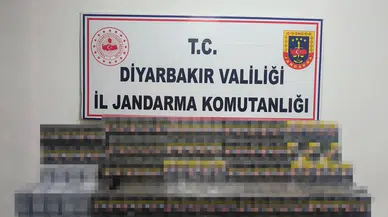 T.C.
DİYARBAKIR VALİLİĞİ
İL JANDARMA KOMUTANLIĞI